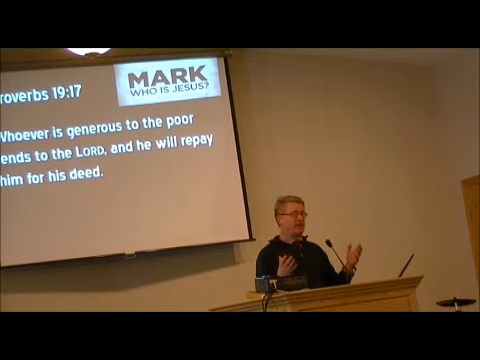 MARK
WHO IS JESUS?
roverbs 19:17
Whoever is generous to the poor
ends to the LORD, and he will repay
him for his deed.